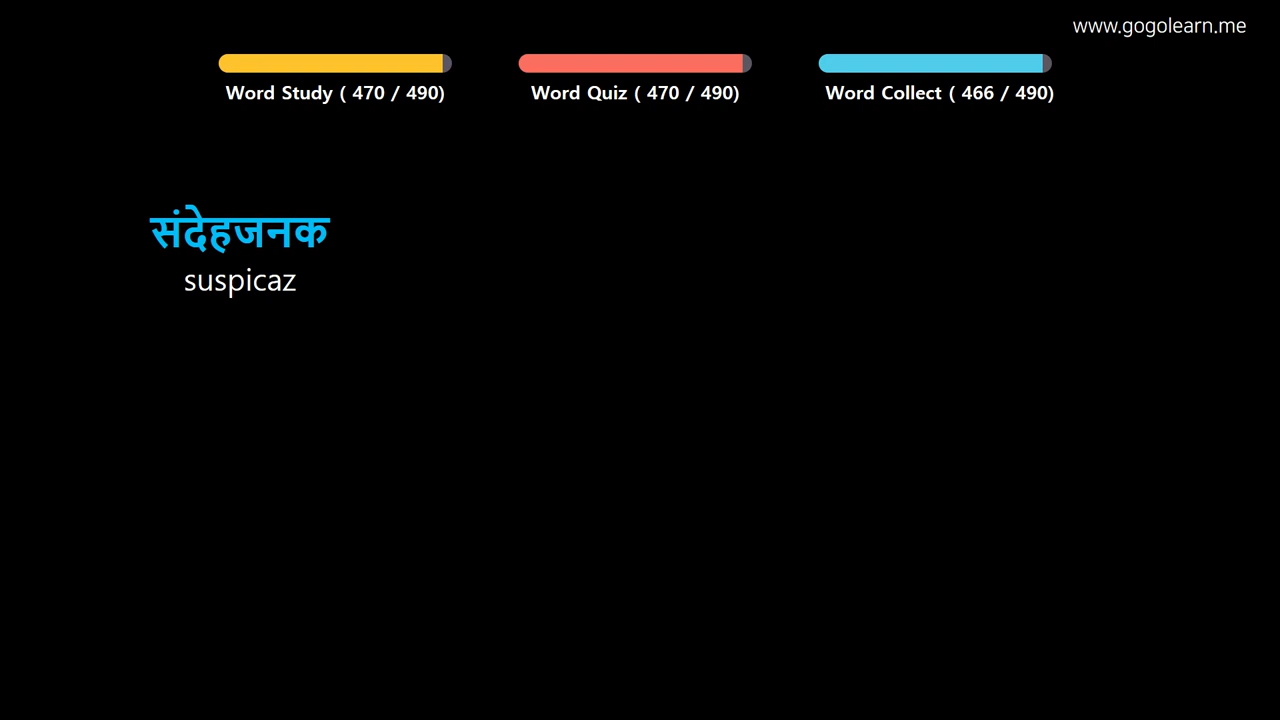 www.gogolearn.me
Word Study ( 470 / 490)
Word Quiz ( 470 / 490)
Word Collect ( 466 / 490)
संदेहजनक
suspicaz